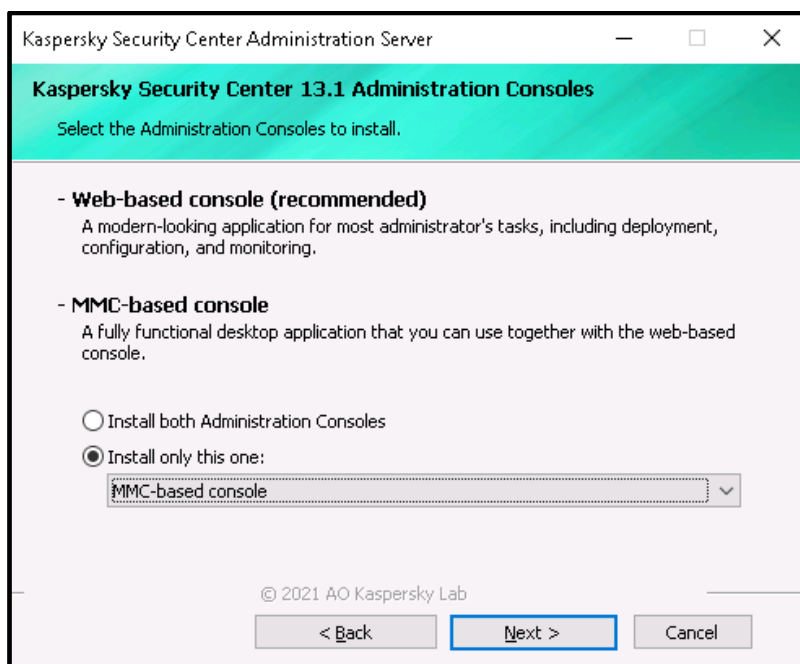 Kaspersky Security Center Administration Server
Kaspersky Security Center 13.1 Administration Consoles
Select the Administration Consoles to install.
- Web-based console (recommended)
A modern-looking application for most administrator's tasks, including deployment,
configuration, and monitoring.
- MMC-based console
A fully functional desktop application that you can use together with the web-based
console.
Install both Administration Consoles
Install only this one:
MMC-based console
© 2021 AO Kaspersky Lab
< Back
Next >
Cancel